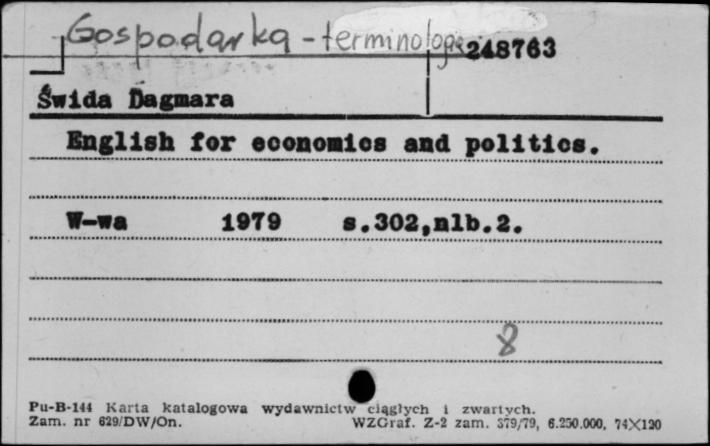 Gospodarka - terminologia 248763
Świda Dagmara
English for economics and politics.
W-wa 1979 s.302,nlb.2.
8
Pu-B-144 Karta katalogowa wydawnictw ciągłych i zwartych.
Zam. nr 629/DW/On. WZGraf. Z-2 zam. 379/79, 6.250.000, 74X120